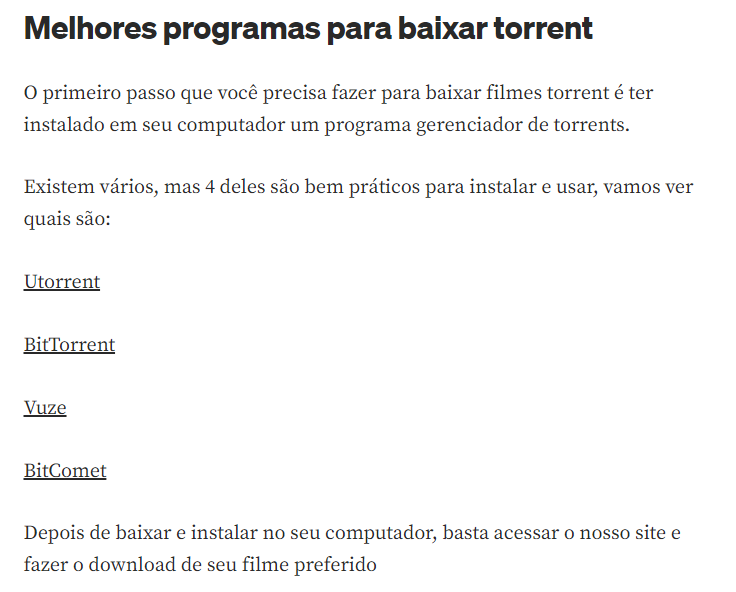 Melhores programas para baixar torrent
O primeiro passo que você precisa fazer para baixar filmes torrent é ter
instalado em seu computador um programa gerenciador de torrents.
Existem vários, mas 4 deles são bem práticos para instalar e usar, vamos ver
quais são:
Utorrent
BitTorrent
Vuze
BitComet
Depois de baixar e instalar no seu computador, basta acessar o nosso site e
fazer o download de seu filme preferido